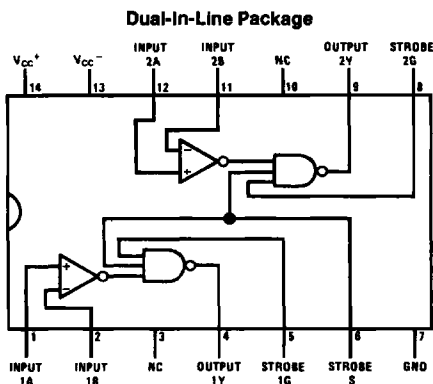 Dual-In-Line Package
VCC+
VCC−
INPUT
2A
INPUT
2B
NC
OUTPUT
2Y
STROBE
2G
14
13
12
11
10
9
8
−
+
+
−
1
2
3
4
5
6
7
INPUT
1A
INPUT
1B
NC
OUTPUT
1Y
STROBE
1G
STROBE
S
GND